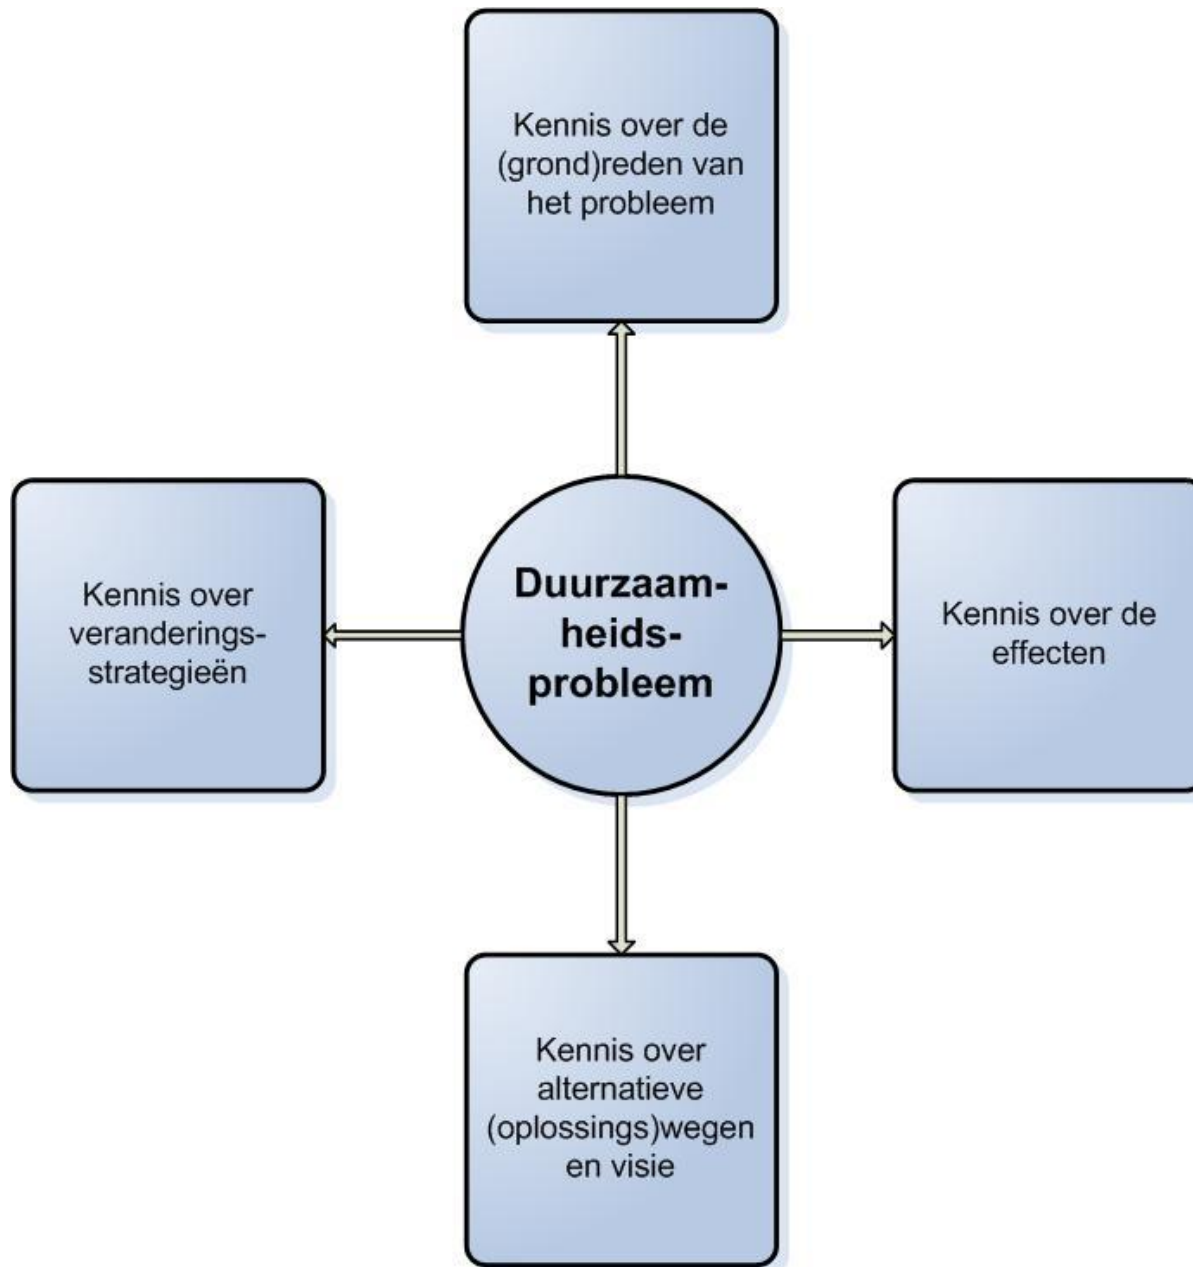 Kennis over de
(grond)reden van
het probleem
Kennis over
veranderings-
strategieën
Duurzaam-
heids-
probleem
Kennis over de
effecten
Kennis over
alternatieve
(oplossings)wegen
en visie